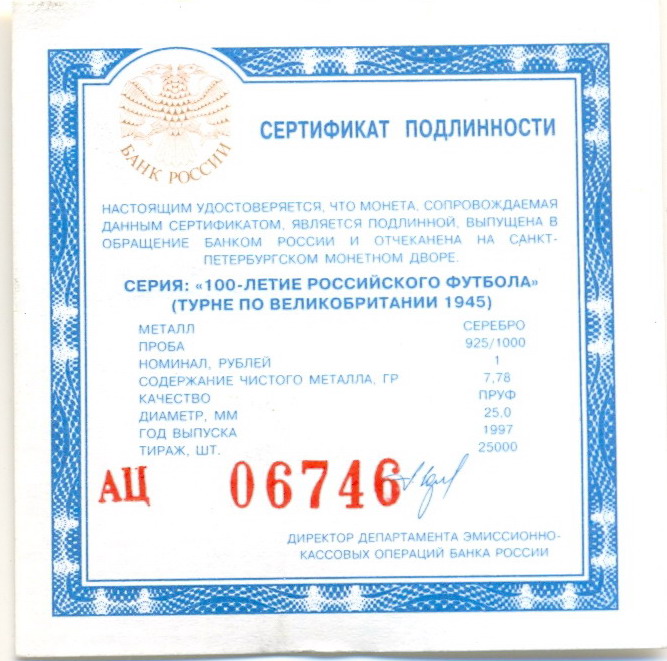 БАНК РОССИИ
СЕРТИФИКАТ ПОДЛИННОСТИ
НАСТОЯЩИМ УДОСТОВЕРЯЕТСЯ, ЧТО МОНЕТА, СОПРОВОЖДАЕМАЯ
ДАННЫМ СЕРТИФИКАТОМ, ЯВЛЯЕТСЯ ПОДЛИННОЙ, ВЫПУЩЕНА В
ОБРАЩЕНИЕ БАНКОМ РОССИИ И ОТЧЕКАНЕНА НА САНКТ-
ПЕТЕРБУРГСКОМ МОНЕТНОМ ДВОРЕ.
СЕРИЯ: «100-ЛЕТИЕ РОССИЙСКОГО ФУТБОЛА»
(ТУРНЕ ПО ВЕЛИКОБРИТАНИИ 1945)
МЕТАЛЛ СЕРЕБРО
ПРОБА 925/1000
НОМИНАЛ, РУБЛЕЙ 1
СОДЕРЖАНИЕ ЧИСТОГО МЕТАЛЛА, ГР 7,78
КАЧЕСТВО ПРУФ
ДИАМЕТР, ММ 25,0
ГОД ВЫПУСКА 1997
ТИРАЖ, ШТ. 25000
АЦ 06746
ДИРЕКТОР ДЕПАРТАМЕНТА ЭМИССИОННО-
КАССОВЫХ ОПЕРАЦИЙ БАНКА РОССИИ